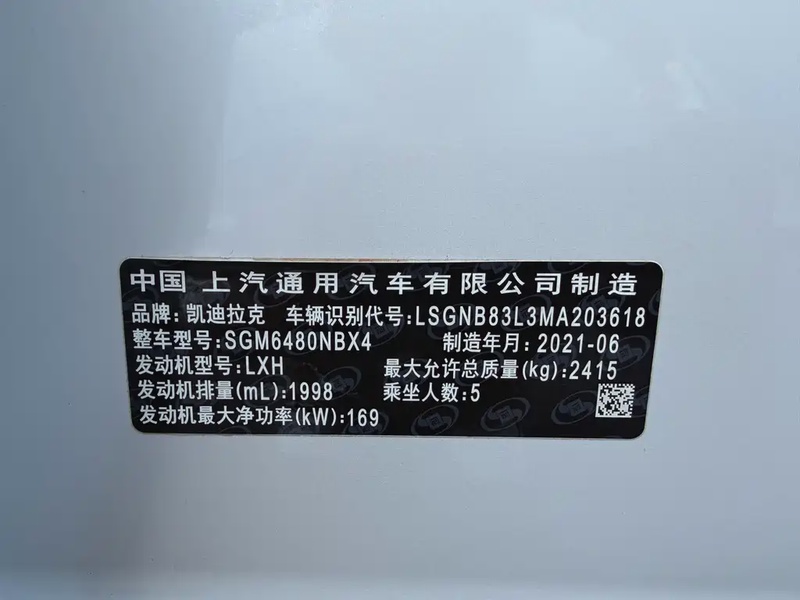 中国 上汽通用汽车有限公司制造
品牌:凯迪拉克 车辆识别代号:LSGNB83L3MA203618
整车型号:SGM6480NBX4 制造年月:2021-06
发动机型号:LXH 最大允许总质量(kg):2415
发动机排量(mL):1998 乘坐人数:5
发动机最大净功率(kW):169